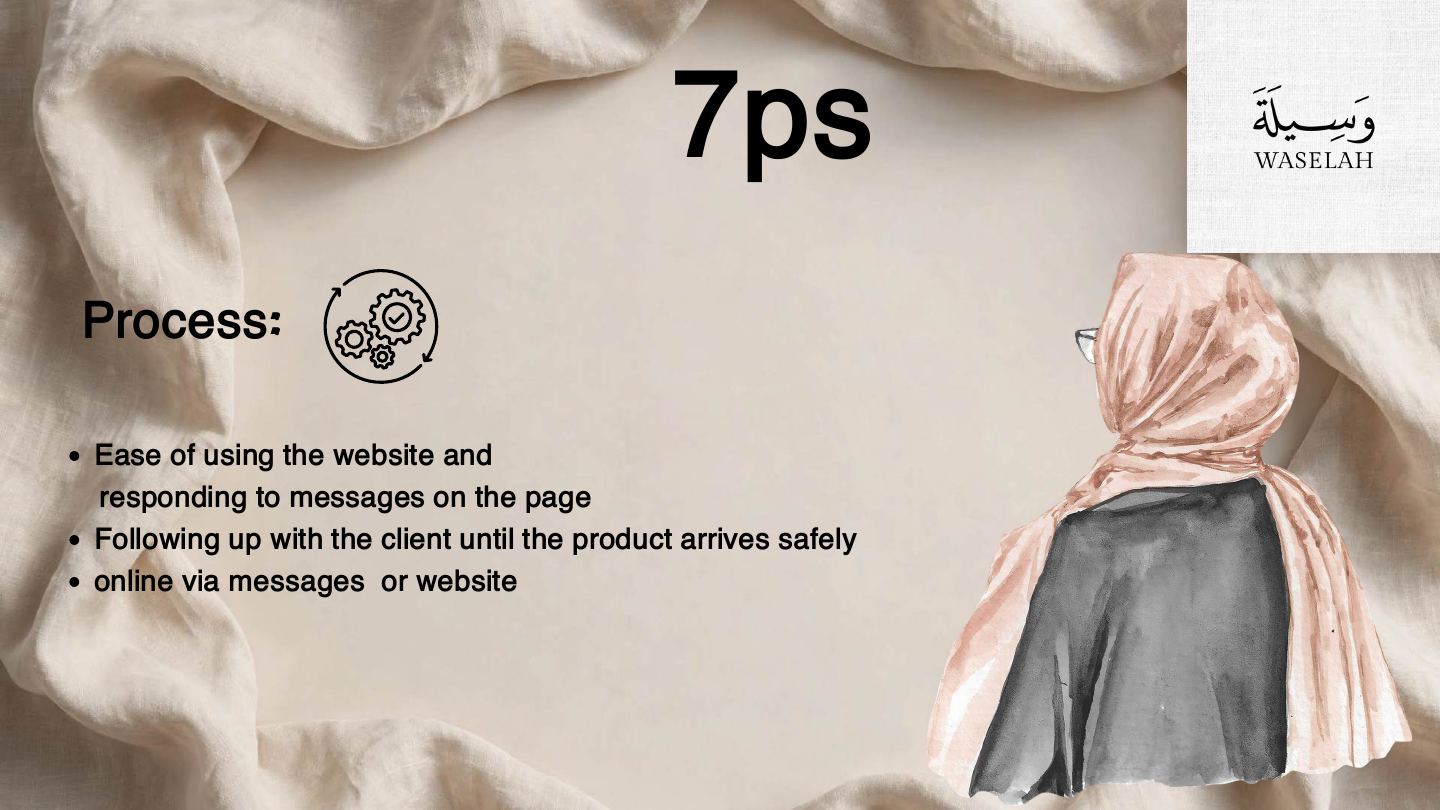 7ps
وَسِيلَةَ
WASELAH
Process:
• Ease of using the website and
responding to messages on the page
• Following up with the client until the product arrives safely
• online via messages  or website